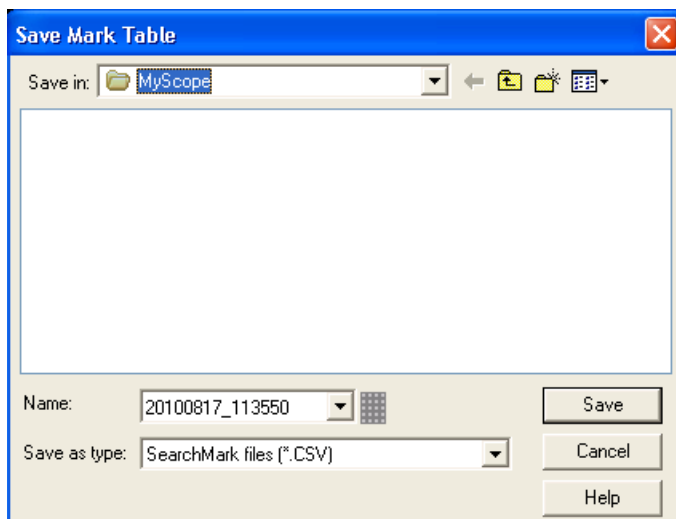 Save Mark Table
Save in: MyScope
Name: 20100817_113550
Save
Save as type: SearchMark files (*.CSV)
Cancel
Help